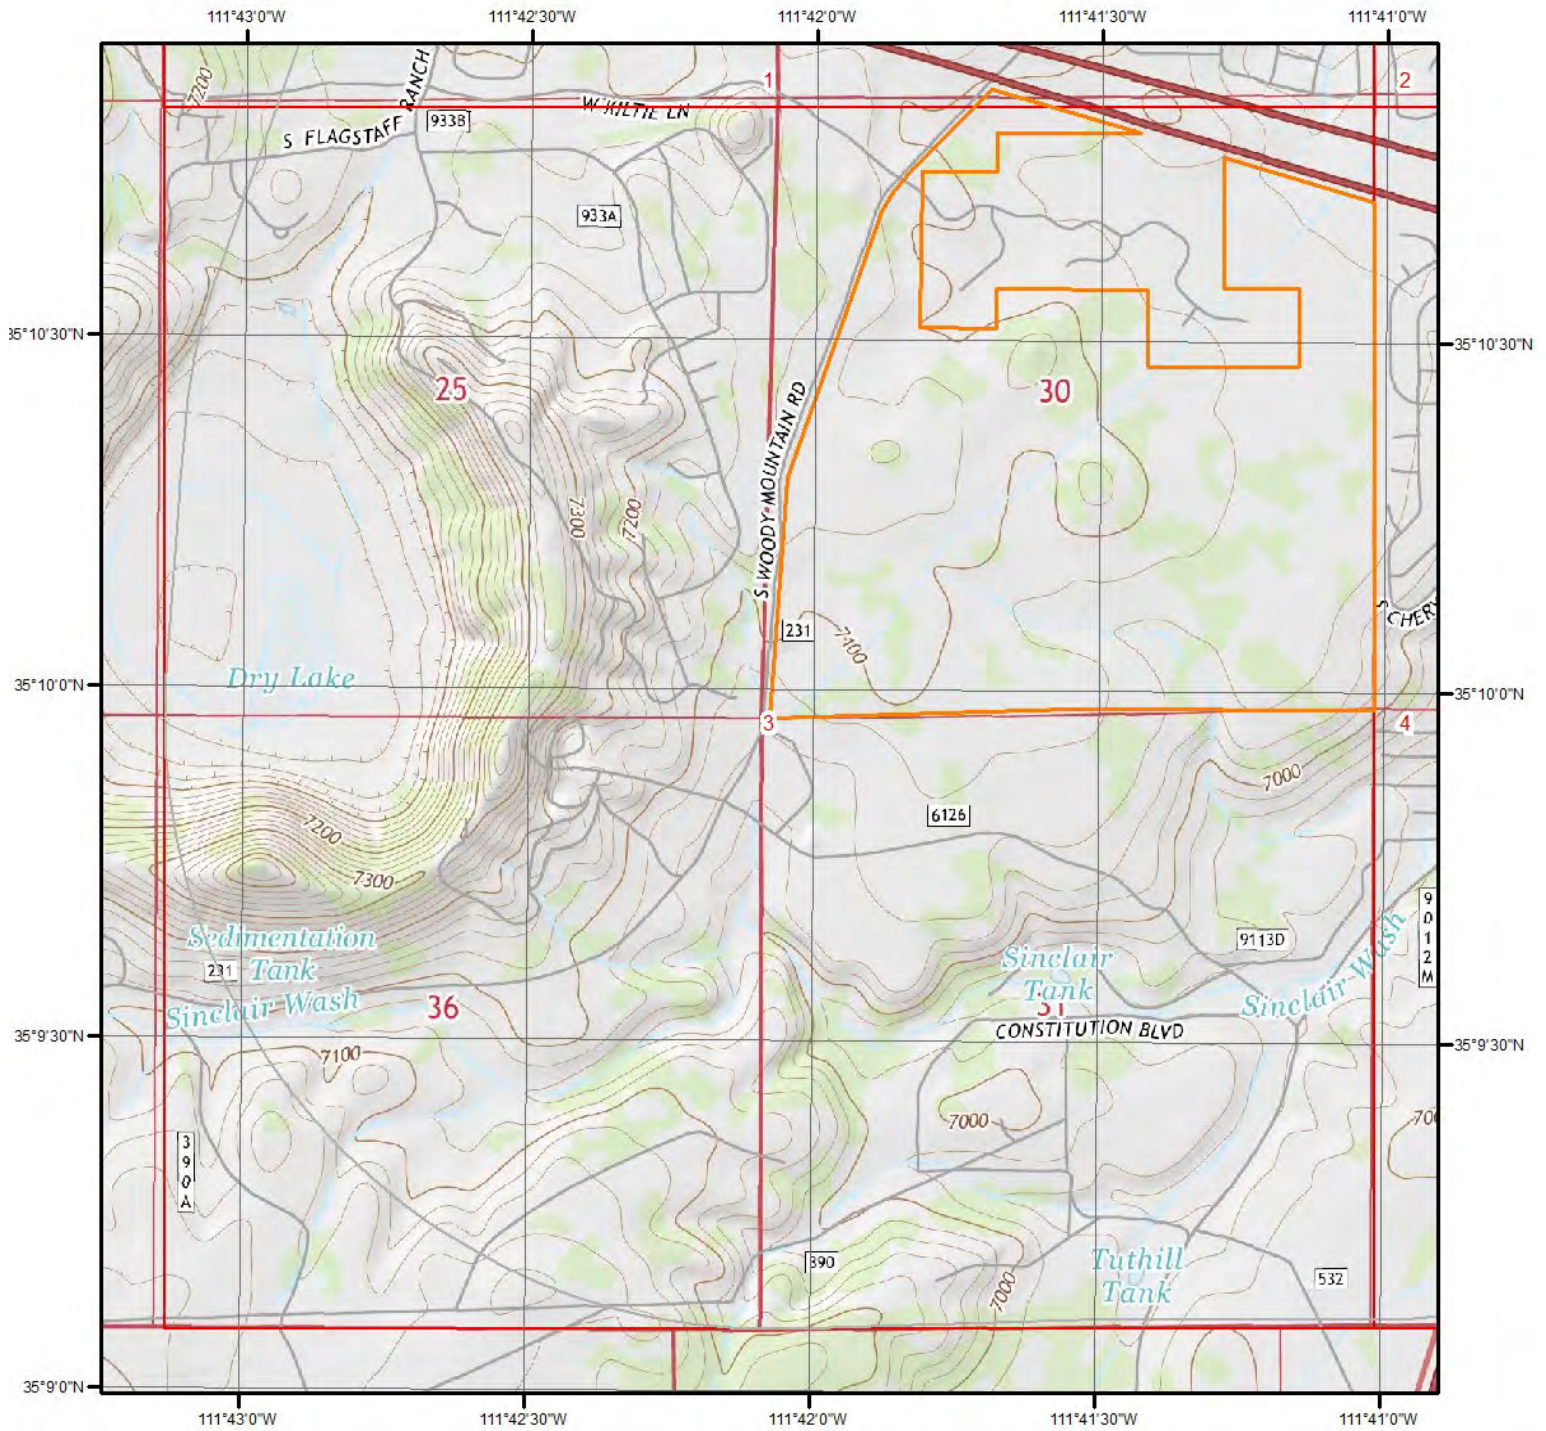 111°43'0"W
111°42'30"W
111°42'0"W
111°41'30"W
111°41'0"W
7200
S FLAGSTAFF RANCH
933B
W KILTIE LN
1
2
933A
35°10'30"N
35°10'30"N
25
30
S WOODY MOUNTAIN RD
7300
7200
231
7100
S CHERY
Dry Lake
35°10'0"N
35°10'0"N
3
4
7000
7200
6126
7300
Sedimentation
Tank
231
Sinclair Wash
36
Sinclair
Tank
31
9113D
Sinclair Wash
9012M
CONSTITUTION BLVD
35°9'30"N
35°9'30"N
7100
7000
700
390A
390
7000
Tuthill
Tank
532
35°9'0"N
111°43'0"W
111°42'30"W
111°42'0"W
111°41'30"W
111°41'0"W